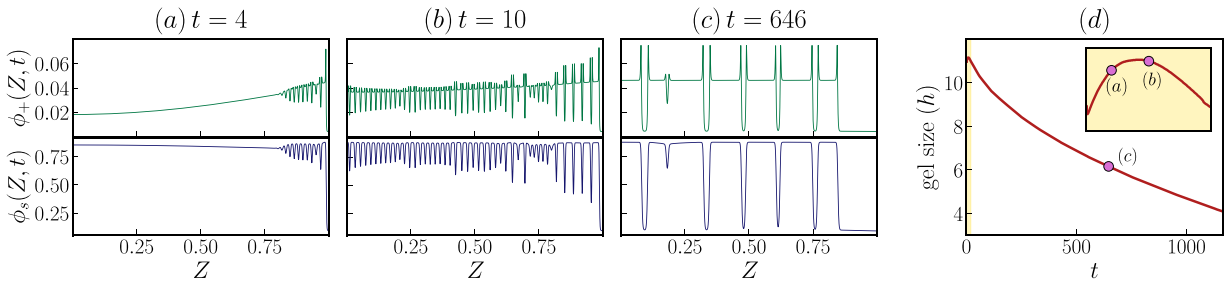 (a) t = 4
(b) t = 10
(c) t = 646
(d)
ϕ₊(Z, t)
0.06
0.04
0.02
ϕₛ(Z, t)
0.75
0.50
0.25
0.25 0.50 0.75
Z
0.25 0.50 0.75
Z
0.25 0.50 0.75
Z
gel size (h)
10
8
6
4
(a)
(b)
(c)
0 500 1000
t